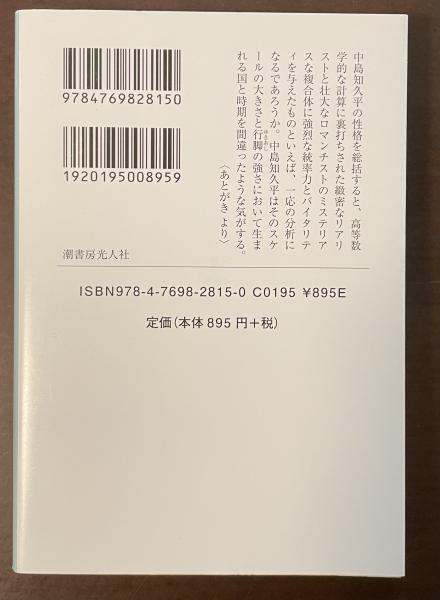 9784769828150
1920195008959
中島知久平の性格を総括すると、高等数
学的な計算に裏打ちされた緻密なリアリ
ストと壮大なロマンチストのミステリア
スな複合体に強烈な統率力とバイタリテ
ィを与えたものといえば、一応の分析に
なるであろうか。中島知久平はそのスケ
ールの大きさと行脚の強さにおいて生ま
れる国と時期を間違ったような気がする。
〈あとがきより〉
潮書房光人社
ISBN978-4-7698-2815-0 C0195 ¥895E
定価(本体895円+税)